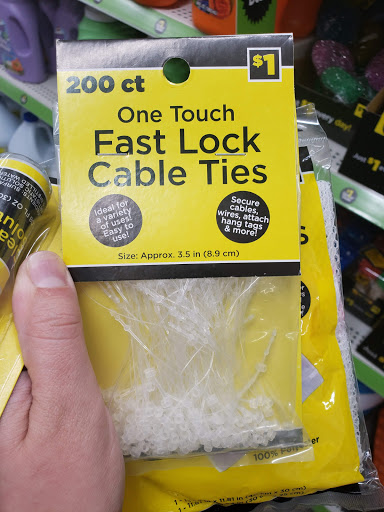 200 ct
$1
One Touch
Fast Lock
Cable Ties
Ideal for
a variety
of uses.
Easy to
use!
Secure
cables,
wires, attach
hang tags
& more!
Size: Approx. 3.5 in (8.9 cm)
100%